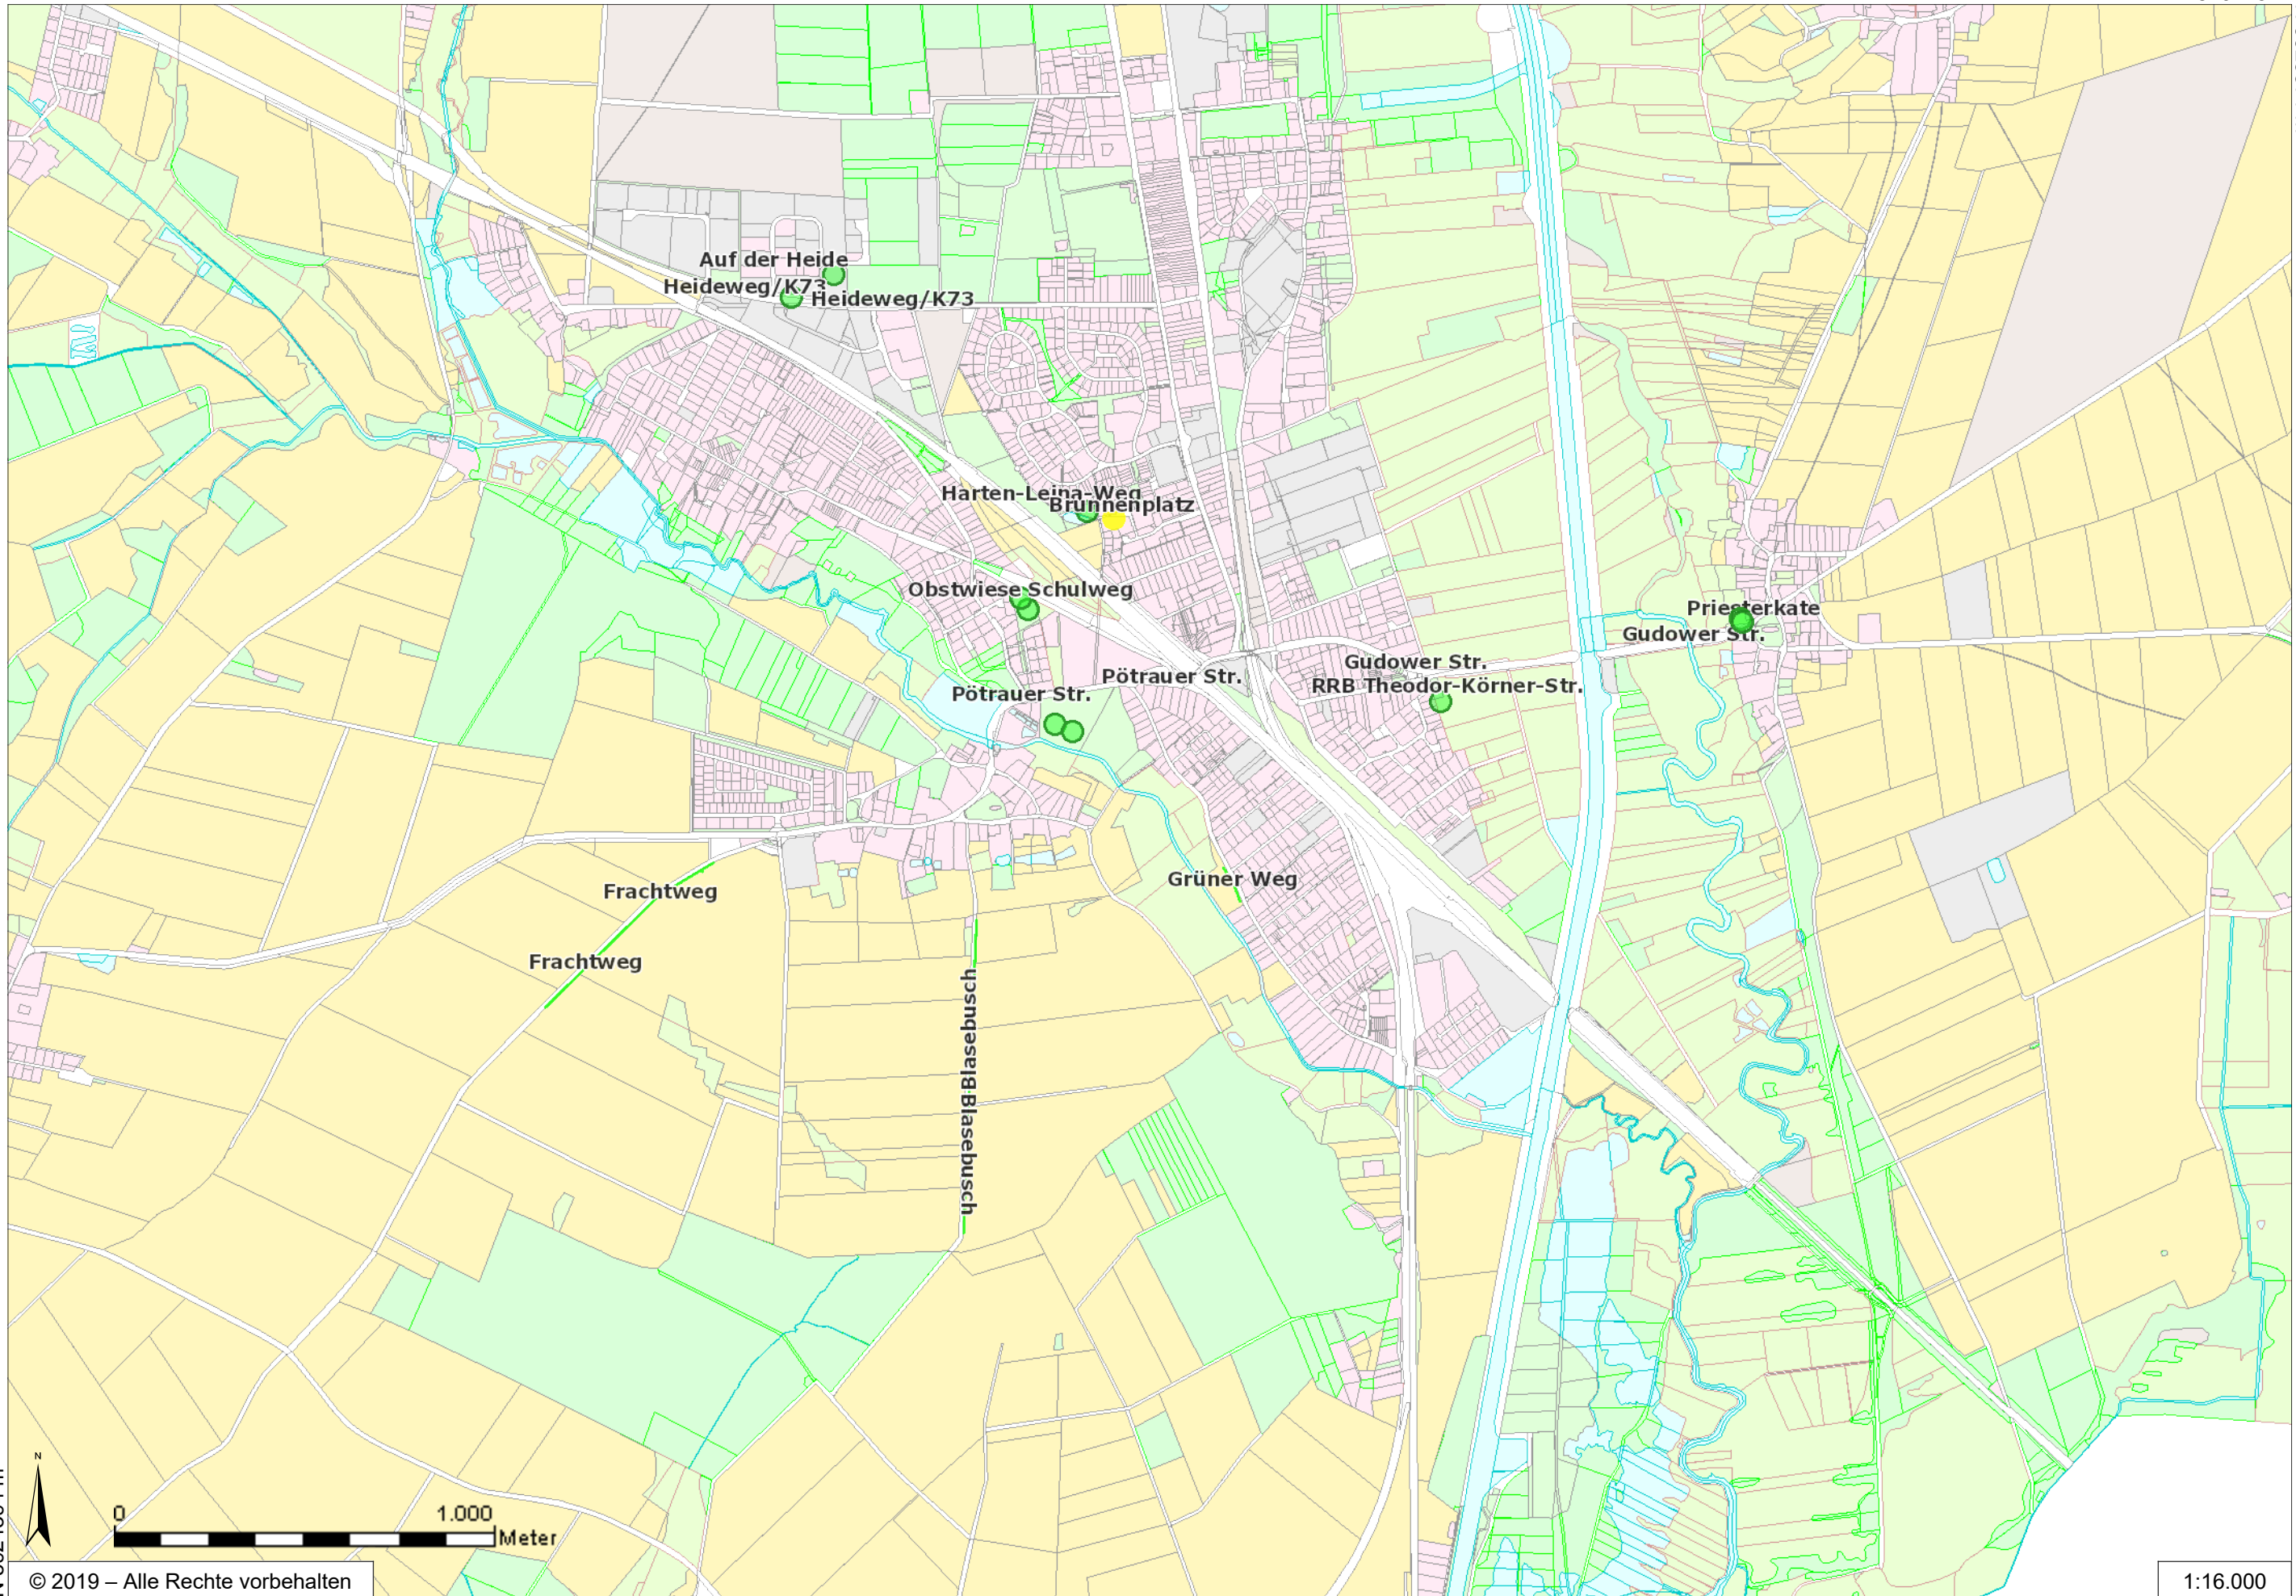 Auf der Heide
Heideweg/K73
Heideweg/K73
Harten-Leina-Weg
Brunnenplatz
Obstwiese Schulweg
Priesterkate
Gudower Str.
Gudower Str.
RRB Theodor-Körner-Str.
Pötrauer Str.
Pötrauer Str.
Grüner Weg
Frachtweg
Frachtweg
Blasebusch
Blasebusch
N
0 1.000
Meter
© 2019 – Alle Rechte vorbehalten
1:16.000